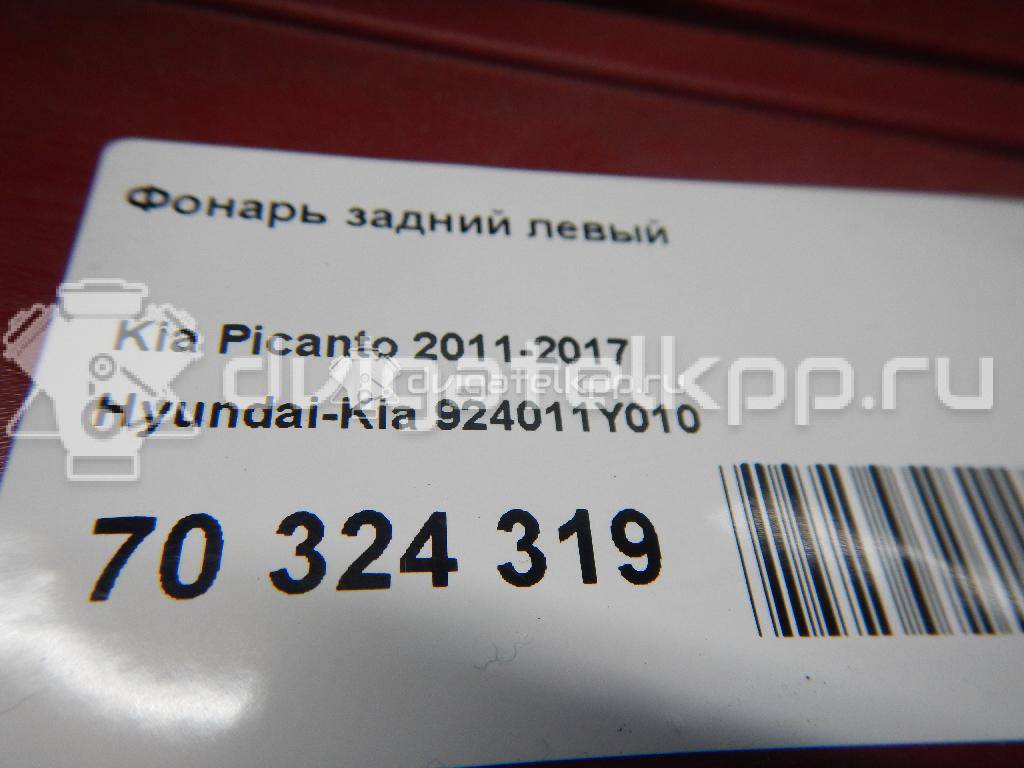 Фонарь задний левый
Kia Picanto 2011-2017
dvigatelkpp.ru
dvigatelkpp.ru
Hyundai-Kia 924011Y010
70 324 319